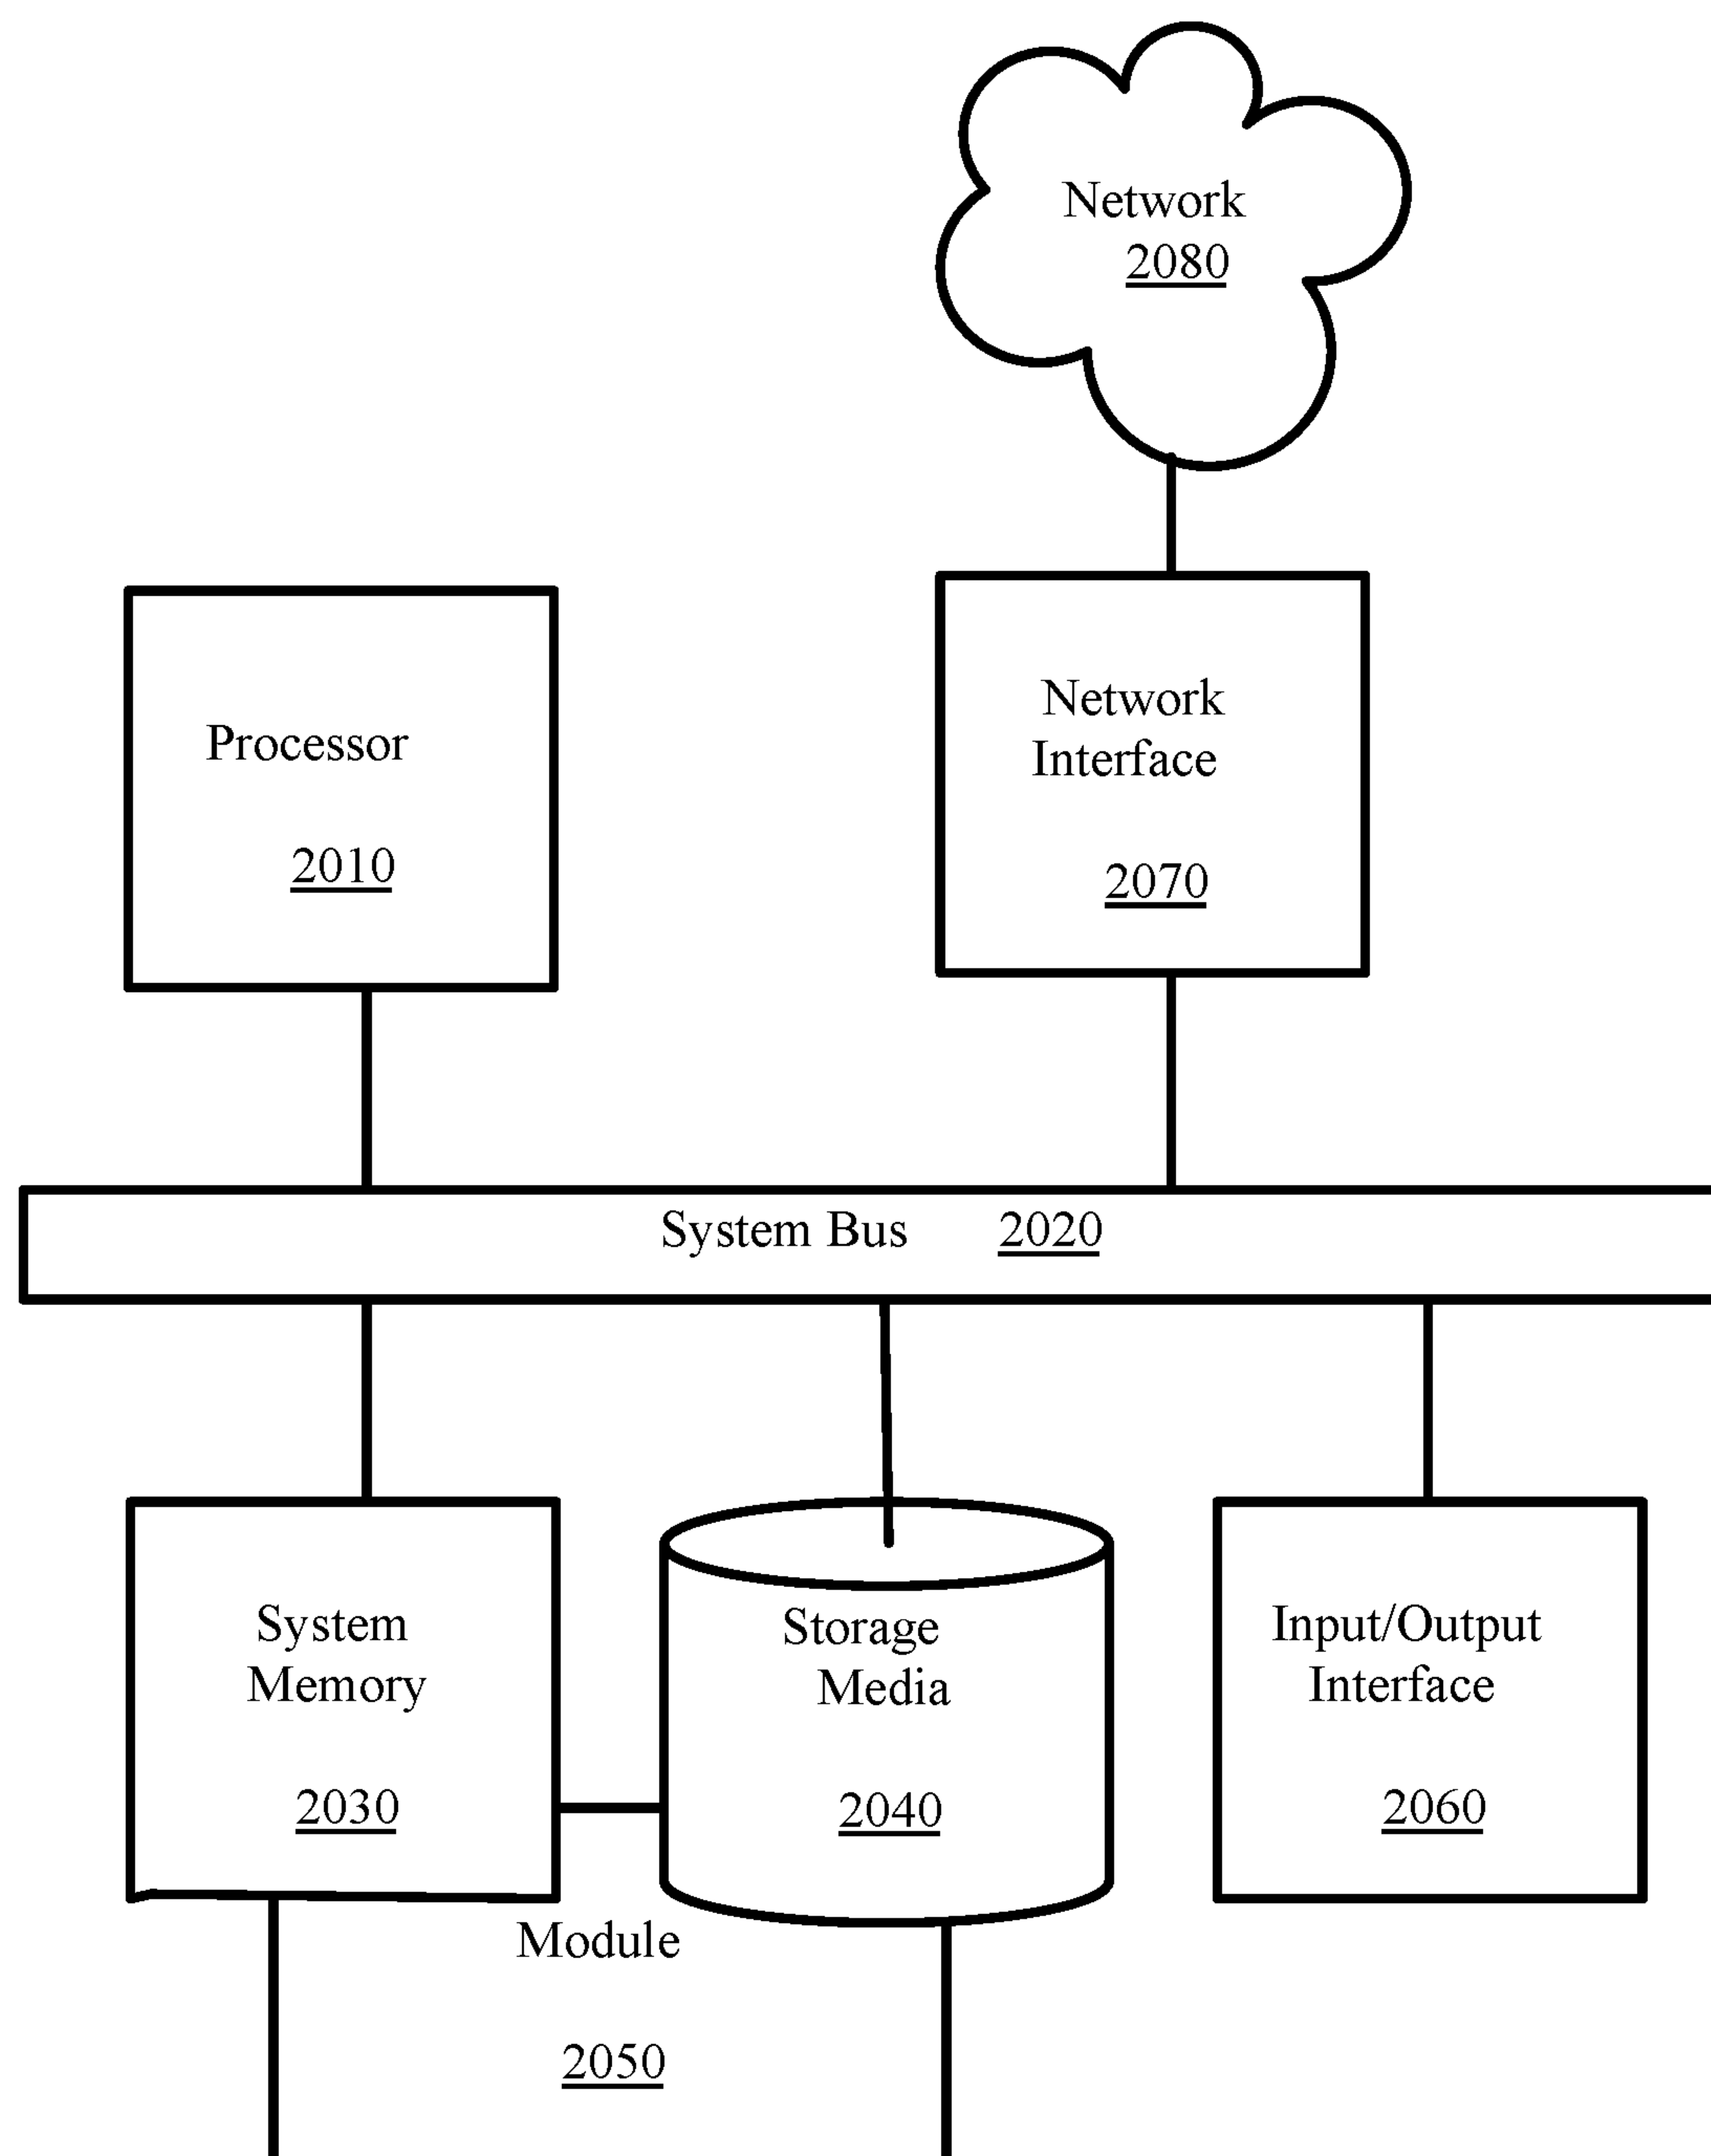 Network
2080
Processor
2010
Network
Interface
2070
System Bus 2020
System
Memory
2030
Storage
Media
2040
Input/Output
Interface
2060
Module
2050